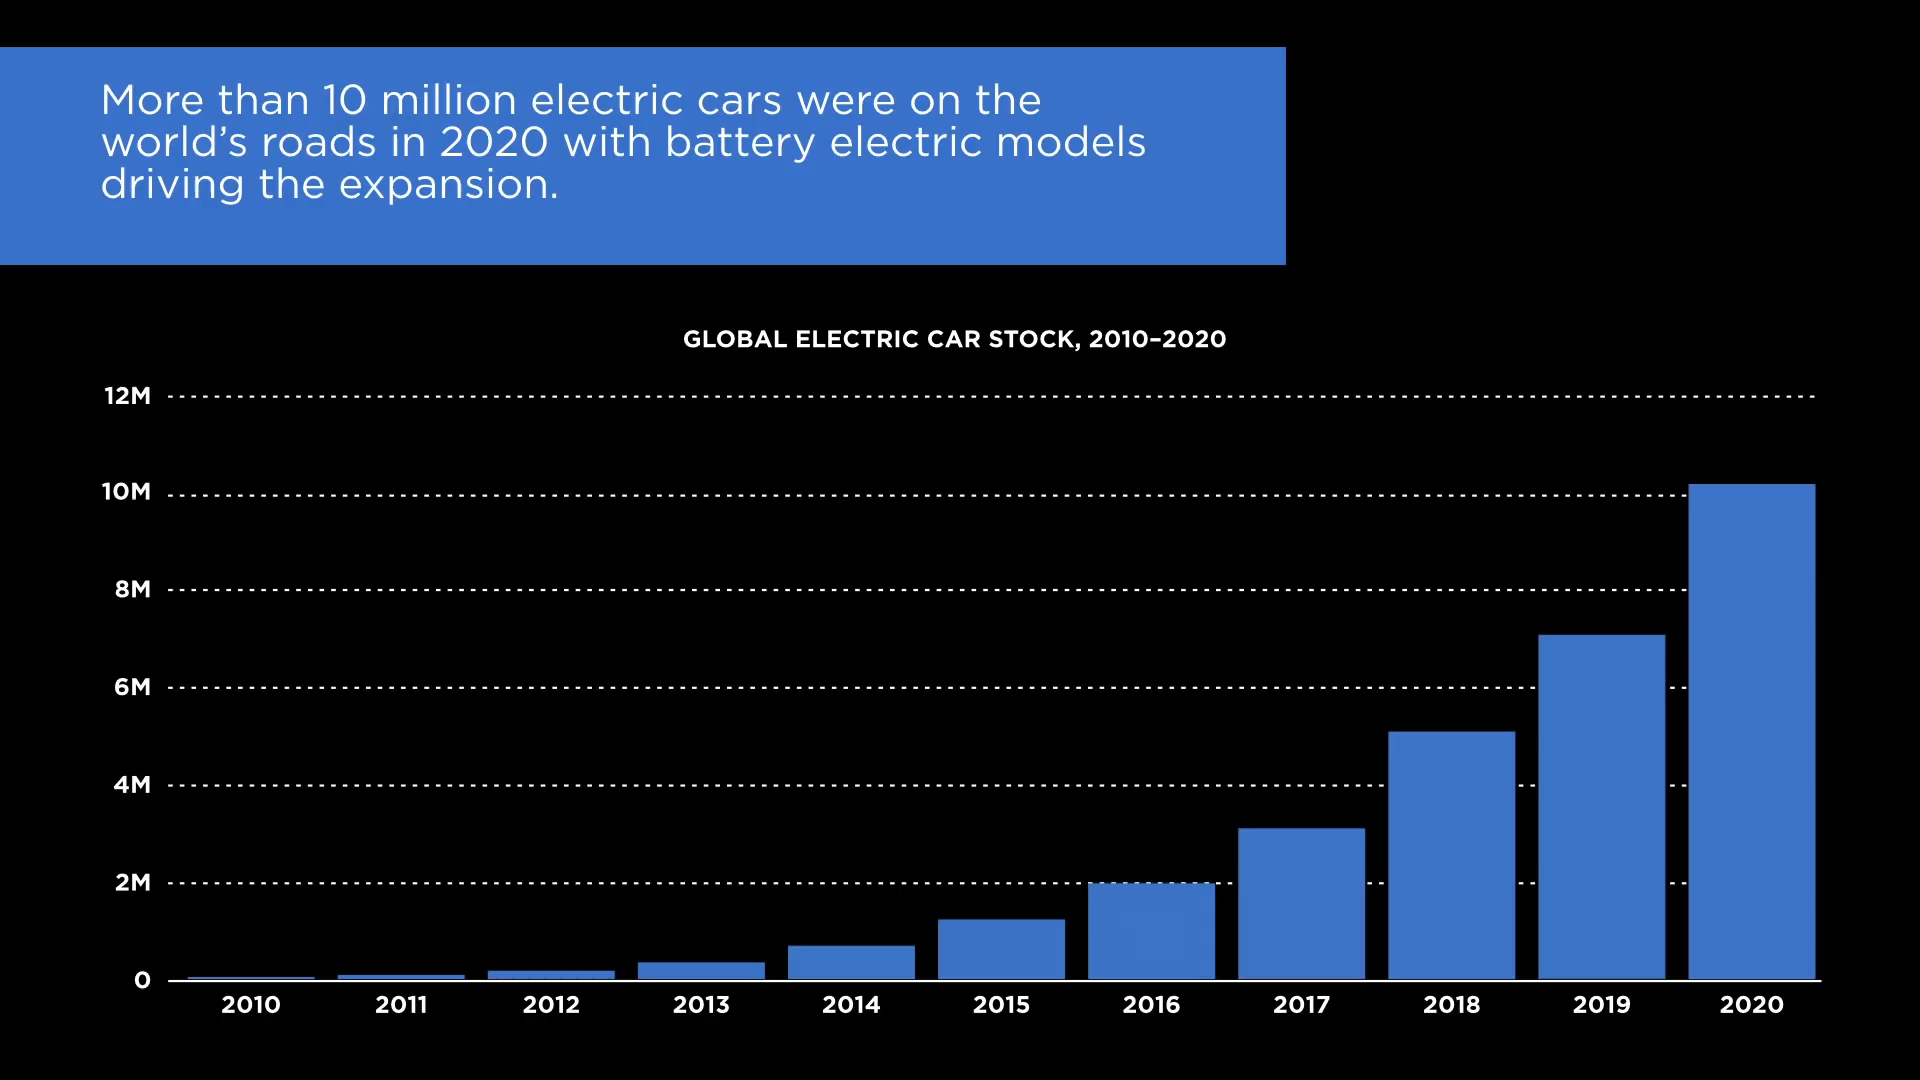 More than 10 million electric cars were on the
world’s roads in 2020 with battery electric models
driving the expansion.
GLOBAL ELECTRIC CAR STOCK, 2010–2020
12M
10M
8M
6M
4M
2M
0
2010 2011 2012 2013 2014 2015 2016 2017 2018 2019 2020